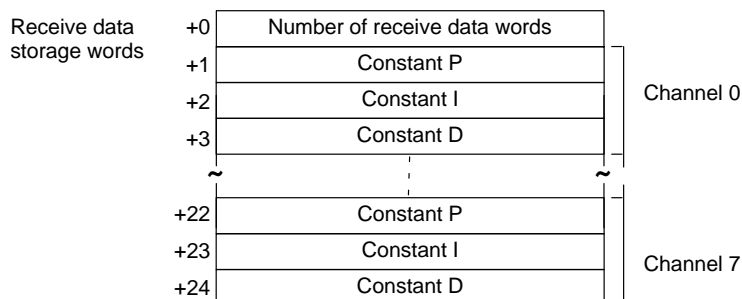 Receive data
storage words
+0 Number of receive data words
+1 Constant P
+2 Constant I
+3 Constant D
Channel 0
~ ~
+22 Constant P
+23 Constant I
+24 Constant D
Channel 7